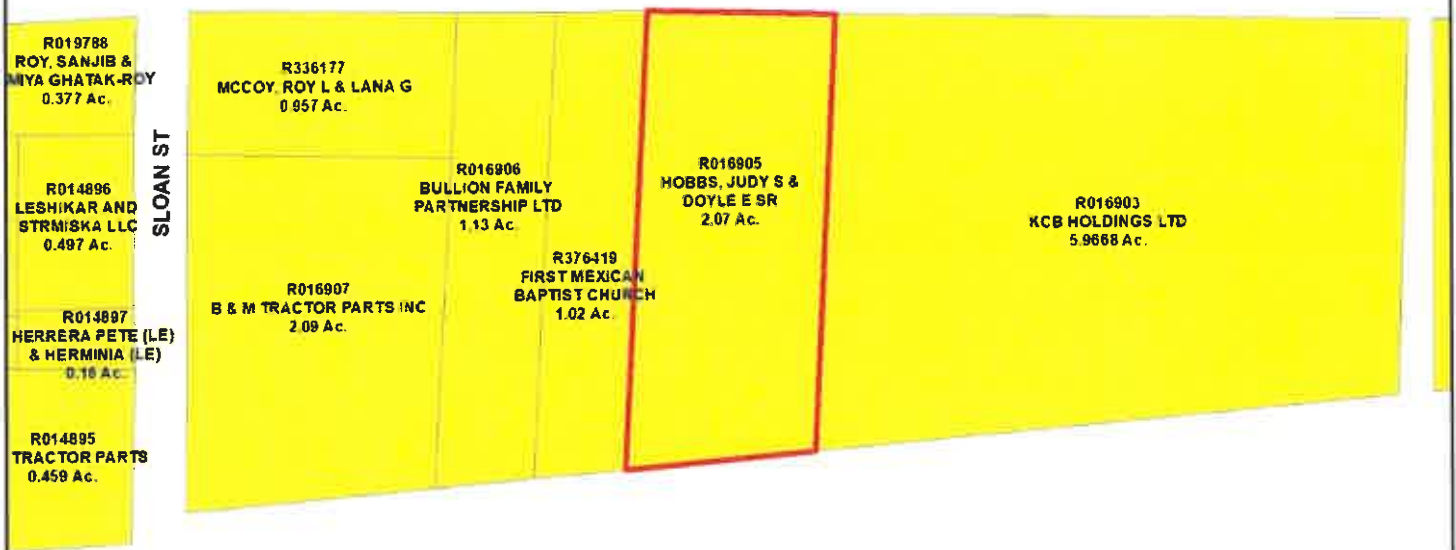 R019788
ROY, SANJIB &
MIYA GHATAK-ROY
0.377 Ac.
R014896
LESHIKAR AND
STRMISKA LLC
0.497 Ac.
R014897
HERRERA PETE (LE)
& HERMINIA (LE)
0.16 Ac.
R014895
TRACTOR PARTS
0.459 Ac.
SLOAN ST
R336177
MCCOY, ROY L & LANA G
0.957 Ac.
R016907
B & M TRACTOR PARTS INC
2.09 Ac.
R016906
BULLION FAMILY
PARTNERSHIP LTD
1.13 Ac.
R376419
FIRST MEXICAN
BAPTIST CHURCH
1.02 Ac.
R016905
HOBBS, JUDY S &
DOYLE E SR
2.07 Ac.
R016903
KCB HOLDINGS LTD
5.9668 Ac.